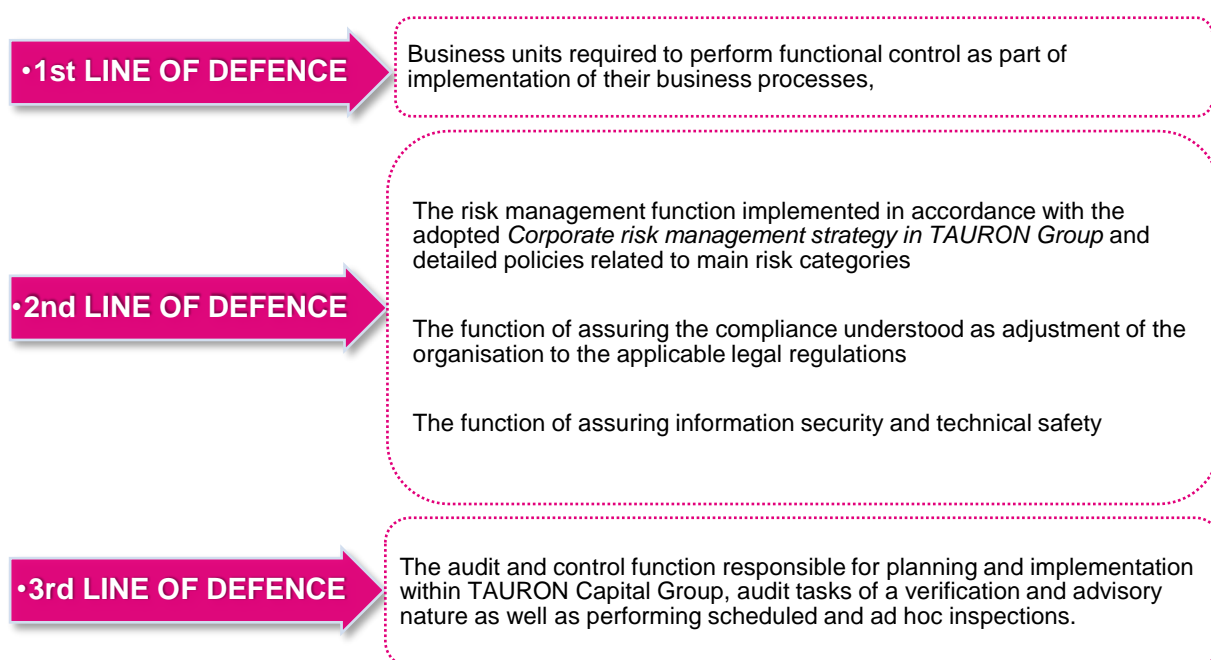 •1st LINE OF DEFENCE
Business units required to perform functional control as part of
implementation of their business processes,
•2nd LINE OF DEFENCE
The risk management function implemented in accordance with the
adopted Corporate risk management strategy in TAURON Group and
detailed policies related to main risk categories
The function of assuring the compliance understood as adjustment of the
organisation to the applicable legal regulations
The function of assuring information security and technical safety
•3rd LINE OF DEFENCE
The audit and control function responsible for planning and implementation
within TAURON Capital Group, audit tasks of a verification and advisory
nature as well as performing scheduled and ad hoc inspections.